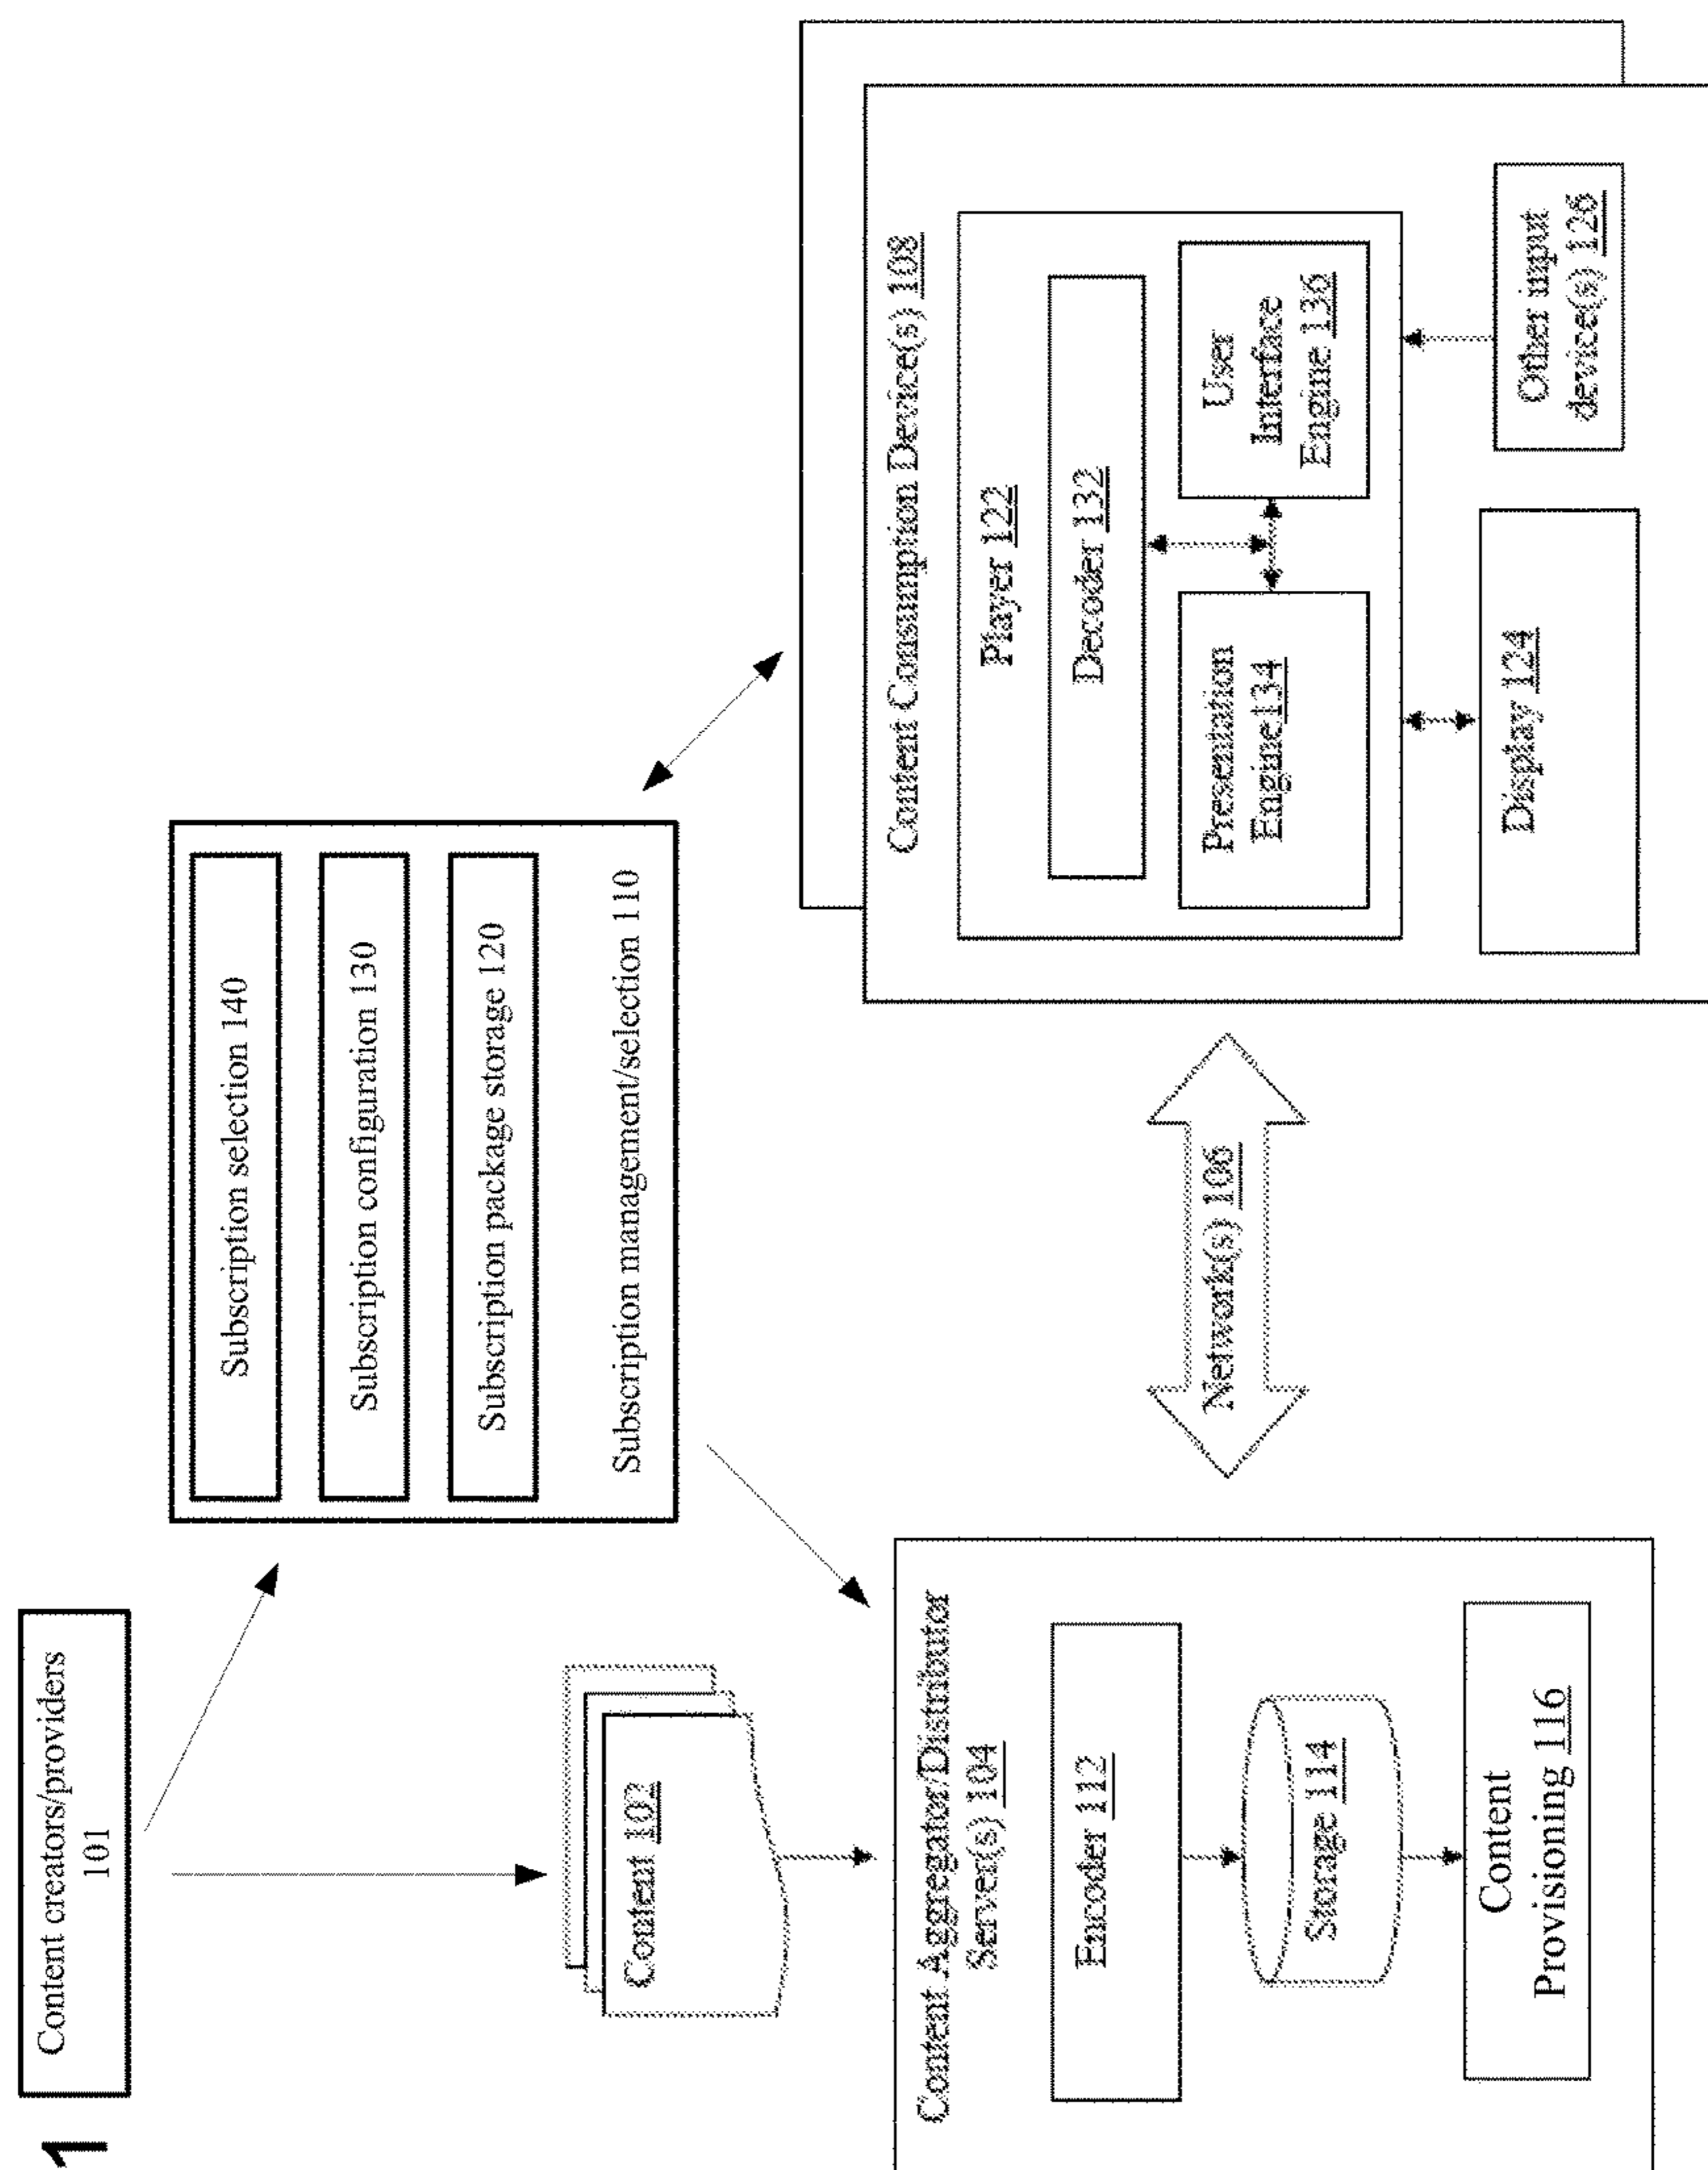 1
Content creators/providers
101
Subscription selection 140
Subscription configuration 130
Subscription package storage 120
Subscription management/selection 110
Content 102
Content Aggregator/Distributor
Server(s) 104
Encoder 112
Storage 114
Content
Provisioning 116
Network(s) 106
Content Consumption Device(s) 108
Player 122
Decoder 132
Presentation
Engine134
User
Interface
Engine 136
Display 124
Other input
device(s) 126